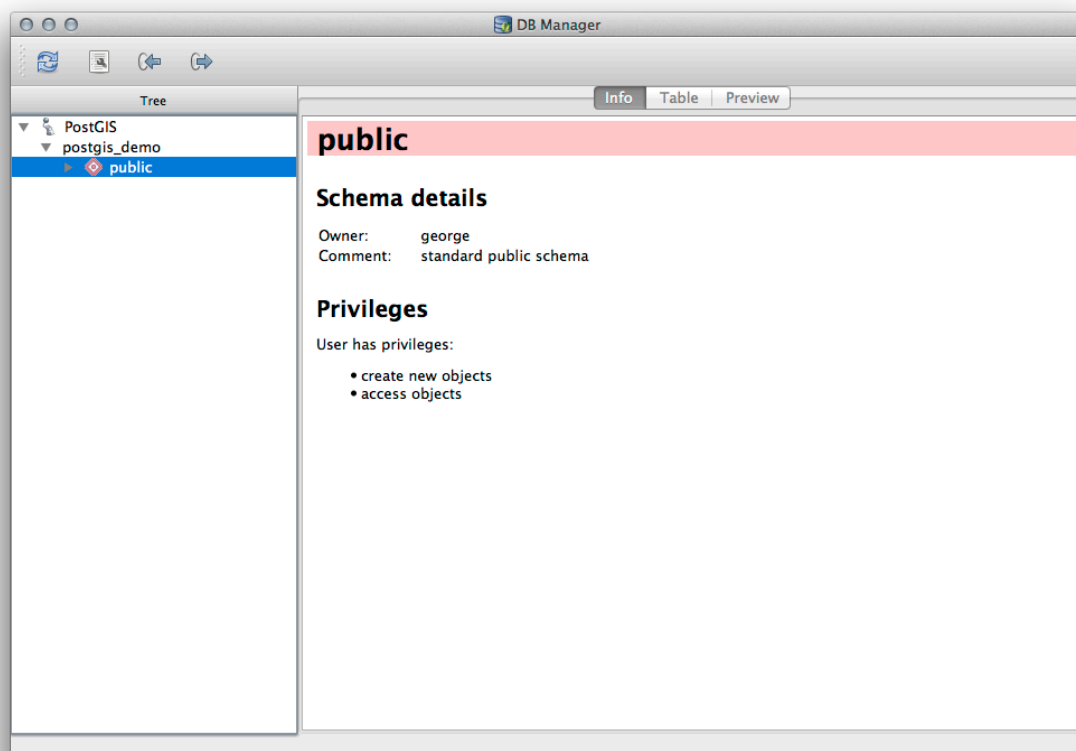 DB Manager
Tree
Info Table Preview
PostGIS
postgis_demo
public
public
Schema details
Owner: george
Comment: standard public schema
Privileges
User has privileges:
• create new objects
• access objects